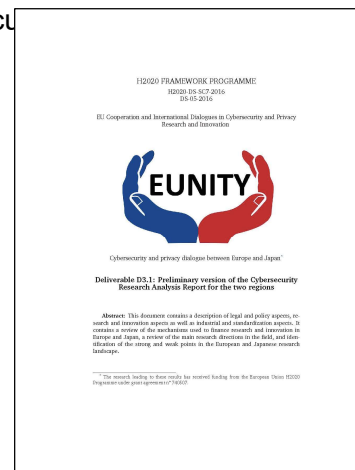 CU
H2020 FRAMEWORK PROGRAMME
H2020-DS-SC7-2016
DS-05-2016
EU Cooperation and International Dialogues in Cybersecurity and Privacy
Research and Innovation
EUNITY
Cybersecurity and privacy dialogue between Europe and Japan*
Deliverable D3.1: Preliminary version of the Cybersecurity
Research Analysis Report for the two regions
Abstract: This document contains a description of legal and policy aspects, re-
search and innovation aspects as well as industrial and standardization aspects. It
contains a review of the mechanisms used to finance research and innovation in
Europe and Japan, a review of the main research directions in the field, and iden-
tification of the strong and weak points in the European and Japanese research
landscape.
* The research leading to these results has received funding from the European Union H2020
Programme under grant agreement n° 740507.